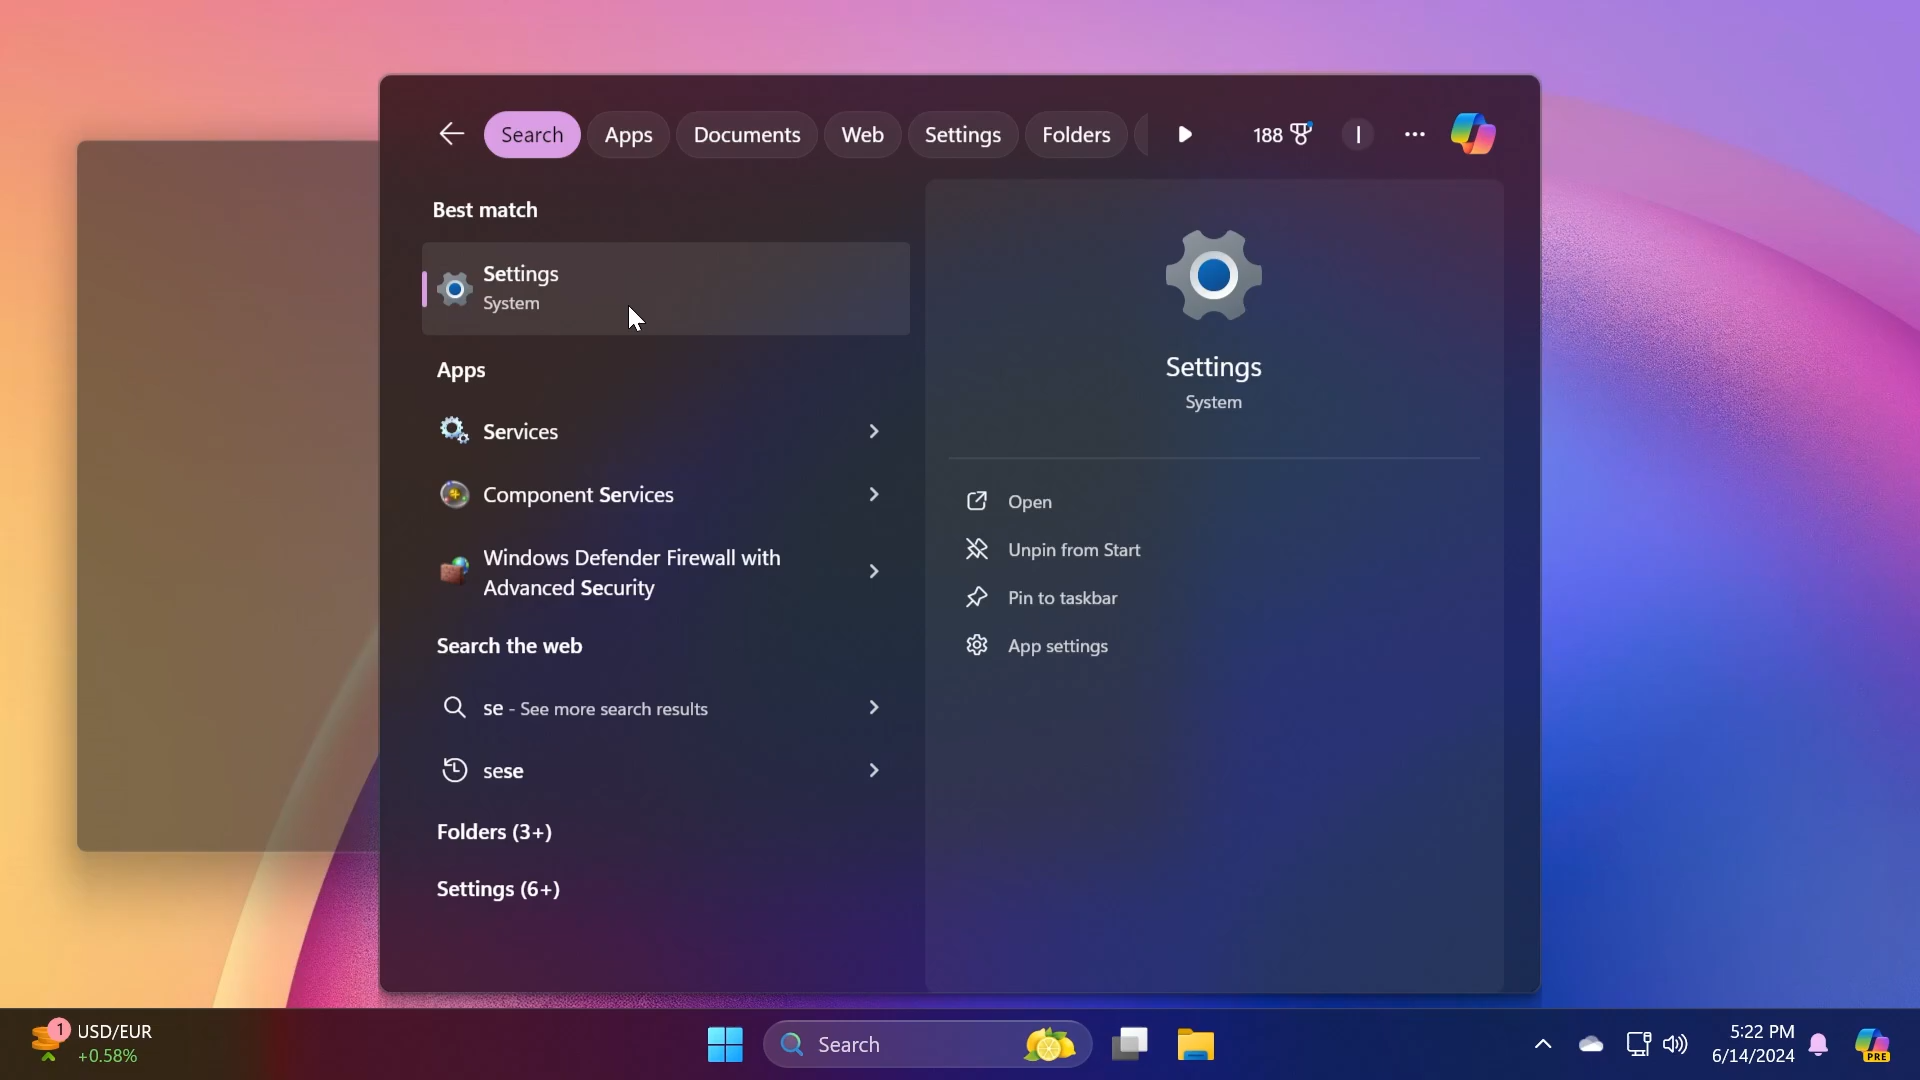 Search
Apps
Documents
Web
Settings
Folders
188
I
Best match
Settings
System
Apps
Services
Component Services
Windows Defender Firewall with
Advanced Security
Search the web
se - See more search results
sese
Folders (3+)
Settings (6+)
Settings
System
Open
Unpin from Start
Pin to taskbar
App settings
1
USD/EUR
+0.58%
Search
5:22 PM
6/14/2024
PRE